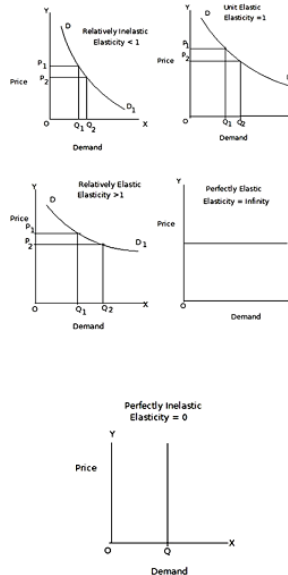 Y
D
Relatively Inelastic
Elasticity < 1
P1
Price
P2
D1
O
Q1 Q2
X
Demand
Y
D
Unit Elastic
Elasticity =1
P1
Price
P2
O
Q1 Q2
Demand
Y
D
Relatively Elastic
Elasticity >1
Price
P1
P2
D1
O
Q1
Q2
X
Demand
Y
Perfectly Elastic
Elasticity = Infinity
Price
O
Demand
Perfectly Inelastic
Elasticity = 0
Y
Price
O
Q
X
Demand